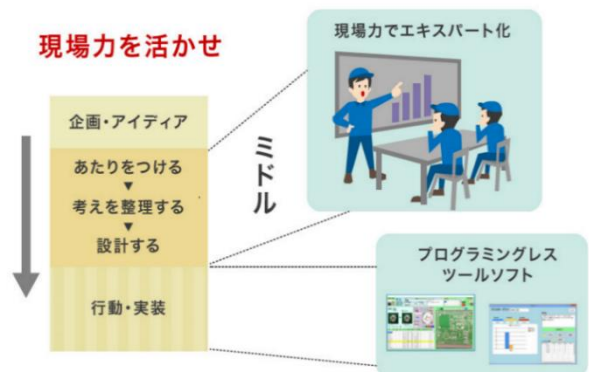 現場力を活かせ
企画・アイディア
あたりをつける
▼
考えを整理する
▼
設計する
行動・実装
ミドル
現場力でエキスパート化
プログラミングレス
ツールソフト